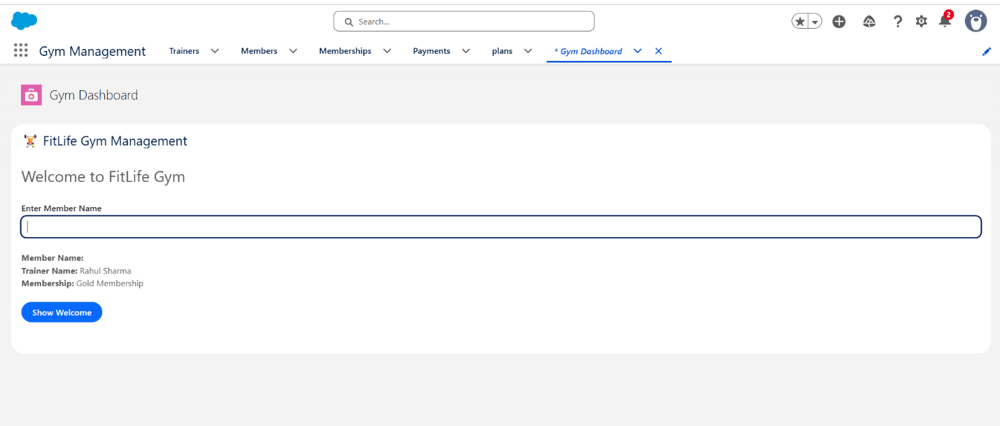 Search...
2
Gym Management Trainers Members Memberships Payments plans * Gym Dashboard
Gym Dashboard
FitLife Gym Management
Welcome to FitLife Gym
Enter Member Name
Member Name:
Trainer Name: Rahul Sharma
Membership: Gold Membership
Show Welcome